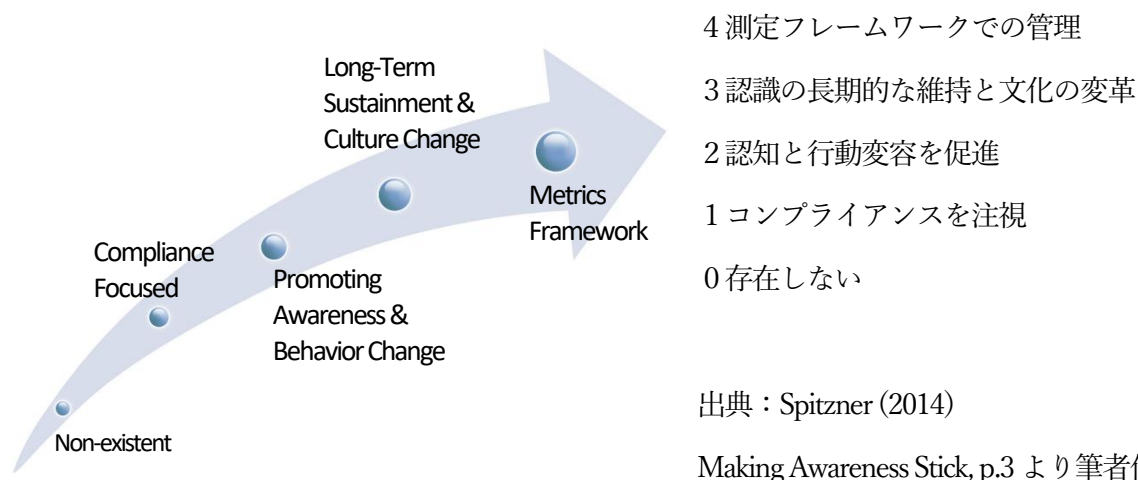 Long-Term
Sustainment &
Culture Change
Metrics
Framework
Compliance
Focused
Promoting
Awareness &
Behavior Change
Non-existent
４測定フレームワークでの管理
３認識の長期的な維持と文化の変革
２認知と行動変容を促進
１コンプライアンスを注視
０存在しない
出典：Spitzner (2014)
Making Awareness Stick, p.3 より筆者